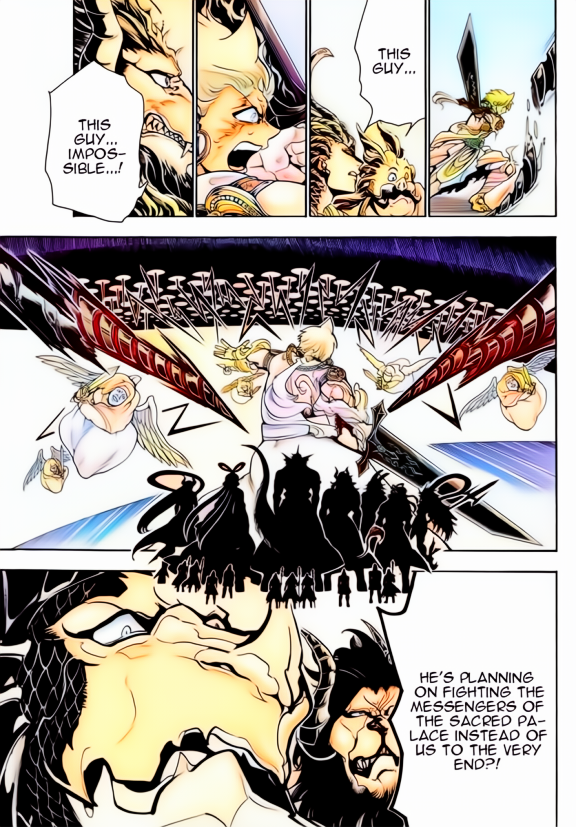 THIS
GUY...
THIS
GUY...
IMPOS-
SIBLE...!
HE'S PLANNING
ON FIGHTING THE
MESSENGERS OF
THE SACRED PA-
LACE INSTEAD OF
US TO THE VERY
END?!